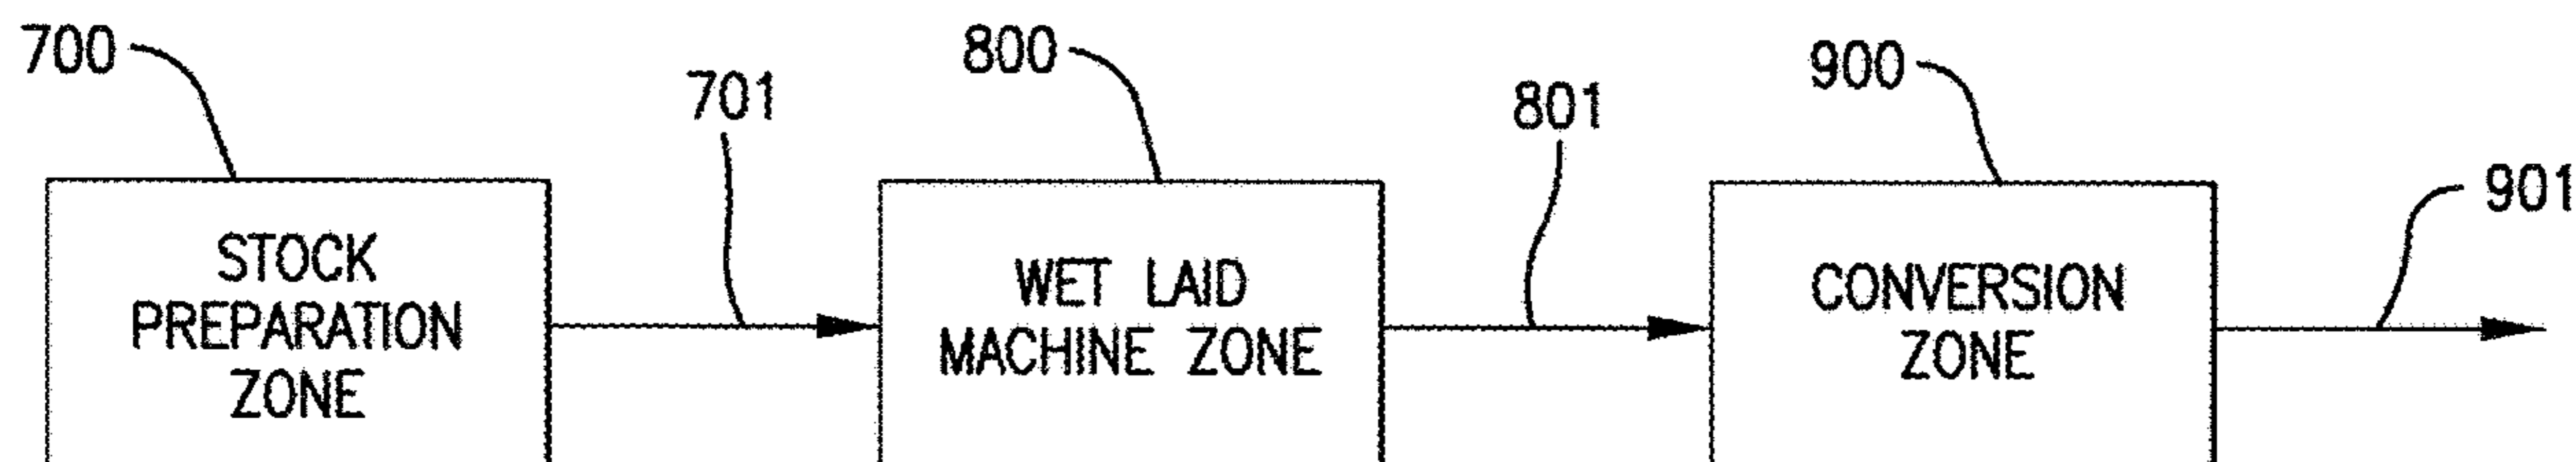 700
701
800
801
900
901
STOCK
PREPARATION
ZONE
WET LAID
MACHINE ZONE
CONVERSION
ZONE